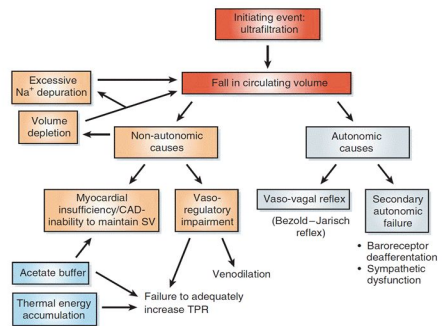 Initiating event:
ultrafiltration
Excessive
Na⁺ depuration
Fall in circulating volume
Volume
depletion
Non-autonomic
causes
Autonomic
causes
Myocardial
insufficiency/CAD-
inability to maintain SV
Vaso-
regulatory
impairment
Vaso-vagal reflex
(Bezold–Jarisch
reflex)
Secondary
autonomic
failure
• Baroreceptor
deafferentation
• Sympathetic
dysfunction
Acetate buffer
Venodilation
Thermal energy
accumulation
Failure to adequately
increase TPR